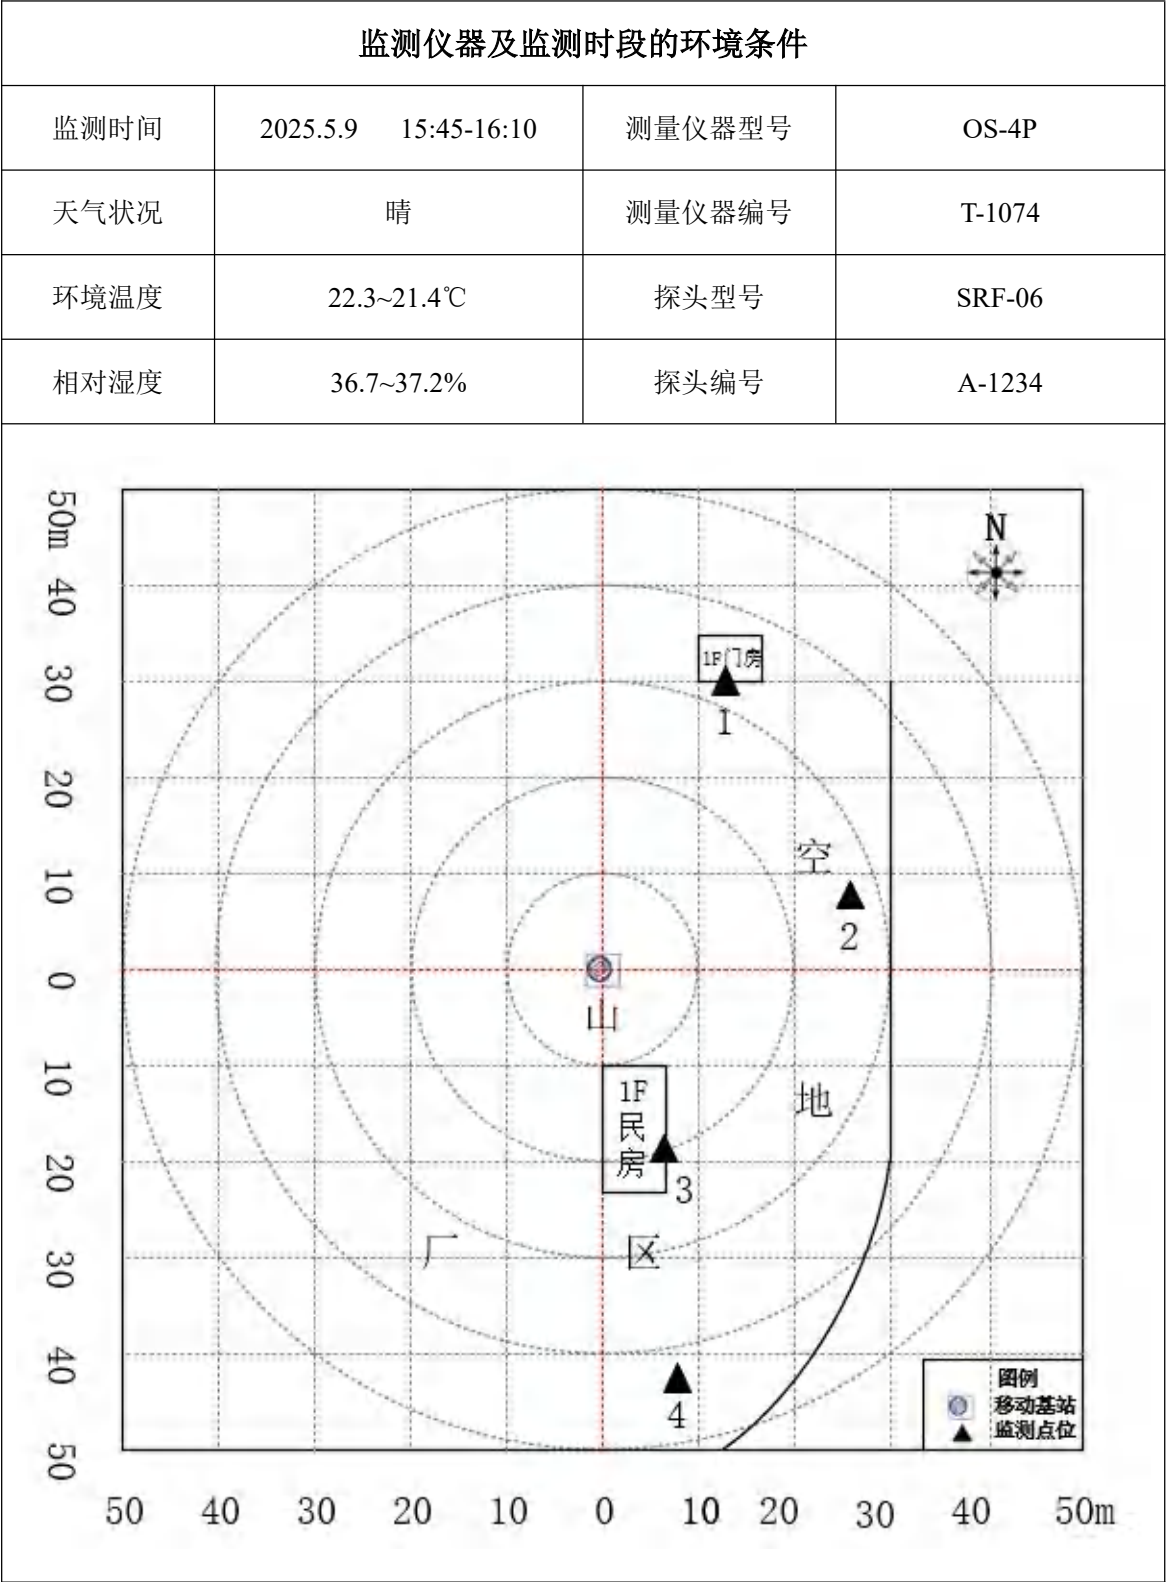 监测仪器及监测时段的环境条件
监测时间 2025.5.9 15:45-16:10 测量仪器型号 OS-4P
天气状况 晴 测量仪器编号 T-1074
环境温度 22.3~21.4℃ 探头型号 SRF-06
相对湿度 36.7~37.2% 探头编号 A-1234
50m
40
30
20
10
0
10
20
30
40
50
N
1F门房
1
空
2
山
1F
民
房
地
3
厂 区
4
图例
移动基站
监测点位
50 40 30 20 10 0 10 20 30 40 50m